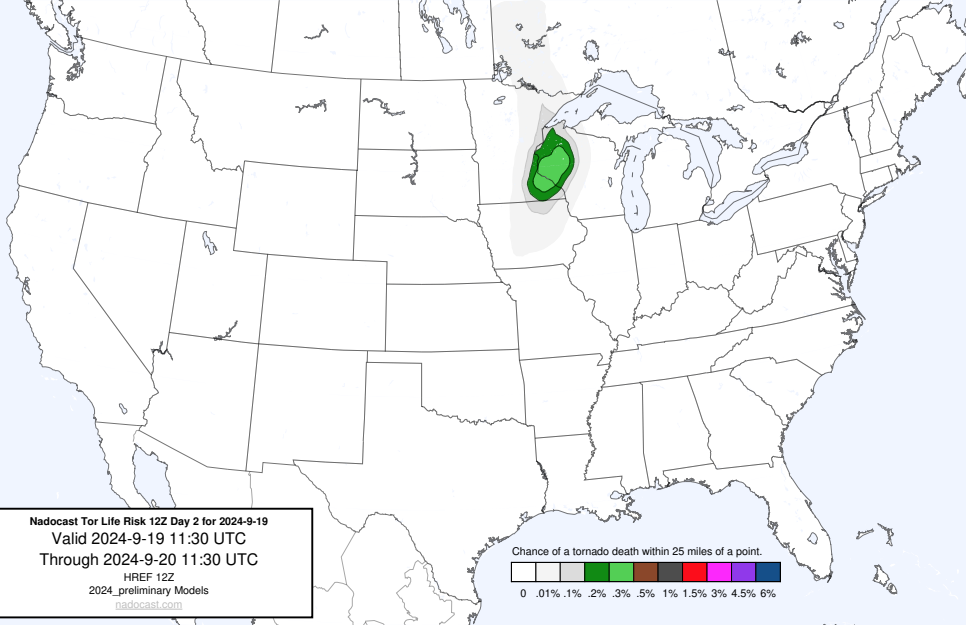 Nadocast Tor Life Risk 12Z Day 2 for 2024-9-19
Valid 2024-9-19 11:30 UTC
Through 2024-9-20 11:30 UTC
HREF 12Z
2024_preliminary Models
nadocast.com
Chance of a tornado death within 25 miles of a point.
0 .01% .1% .2% .3% .5% 1% 1.5% 3% 4.5% 6%